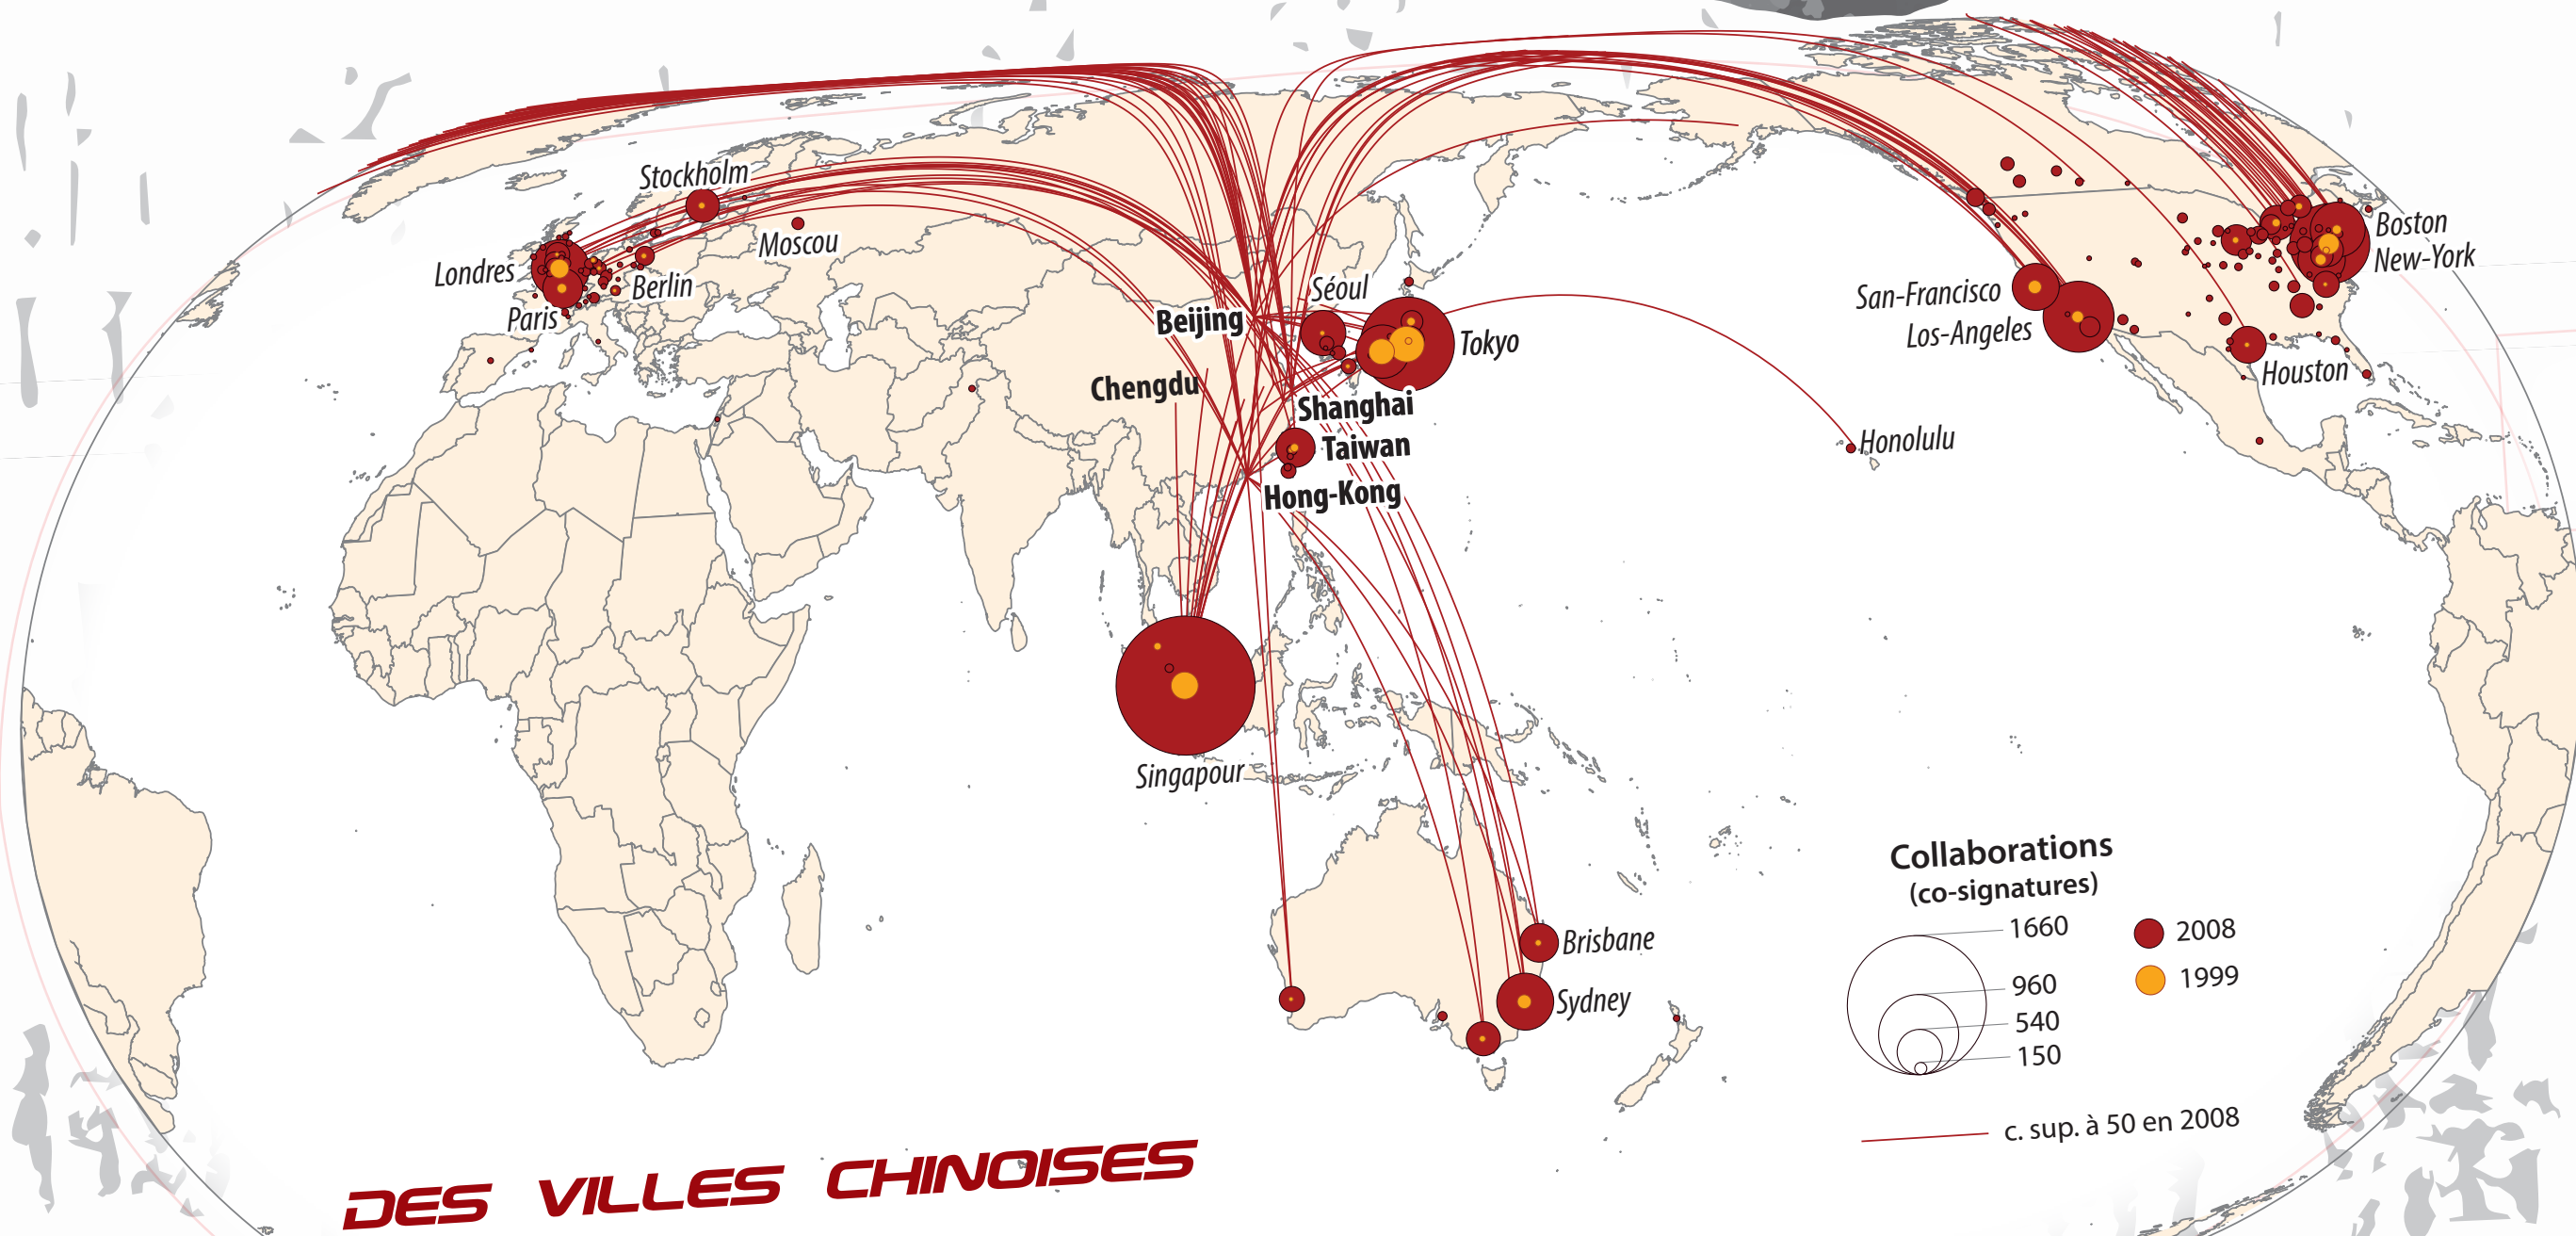 Stockholm
Moscou
Londres
Berlin
Paris
Séoul
Beijing
Tokyo
Chengdu
Shanghai
Taiwan
Hong-Kong
Singapour
Boston
New-York
San-Francisco
Los-Angeles
Houston
Honolulu
Brisbane
Sydney
Collaborations
(co-signatures)
1660
960
540
150
2008
1999
c. sup. à 50 en 2008
DES VILLES CHINOISES